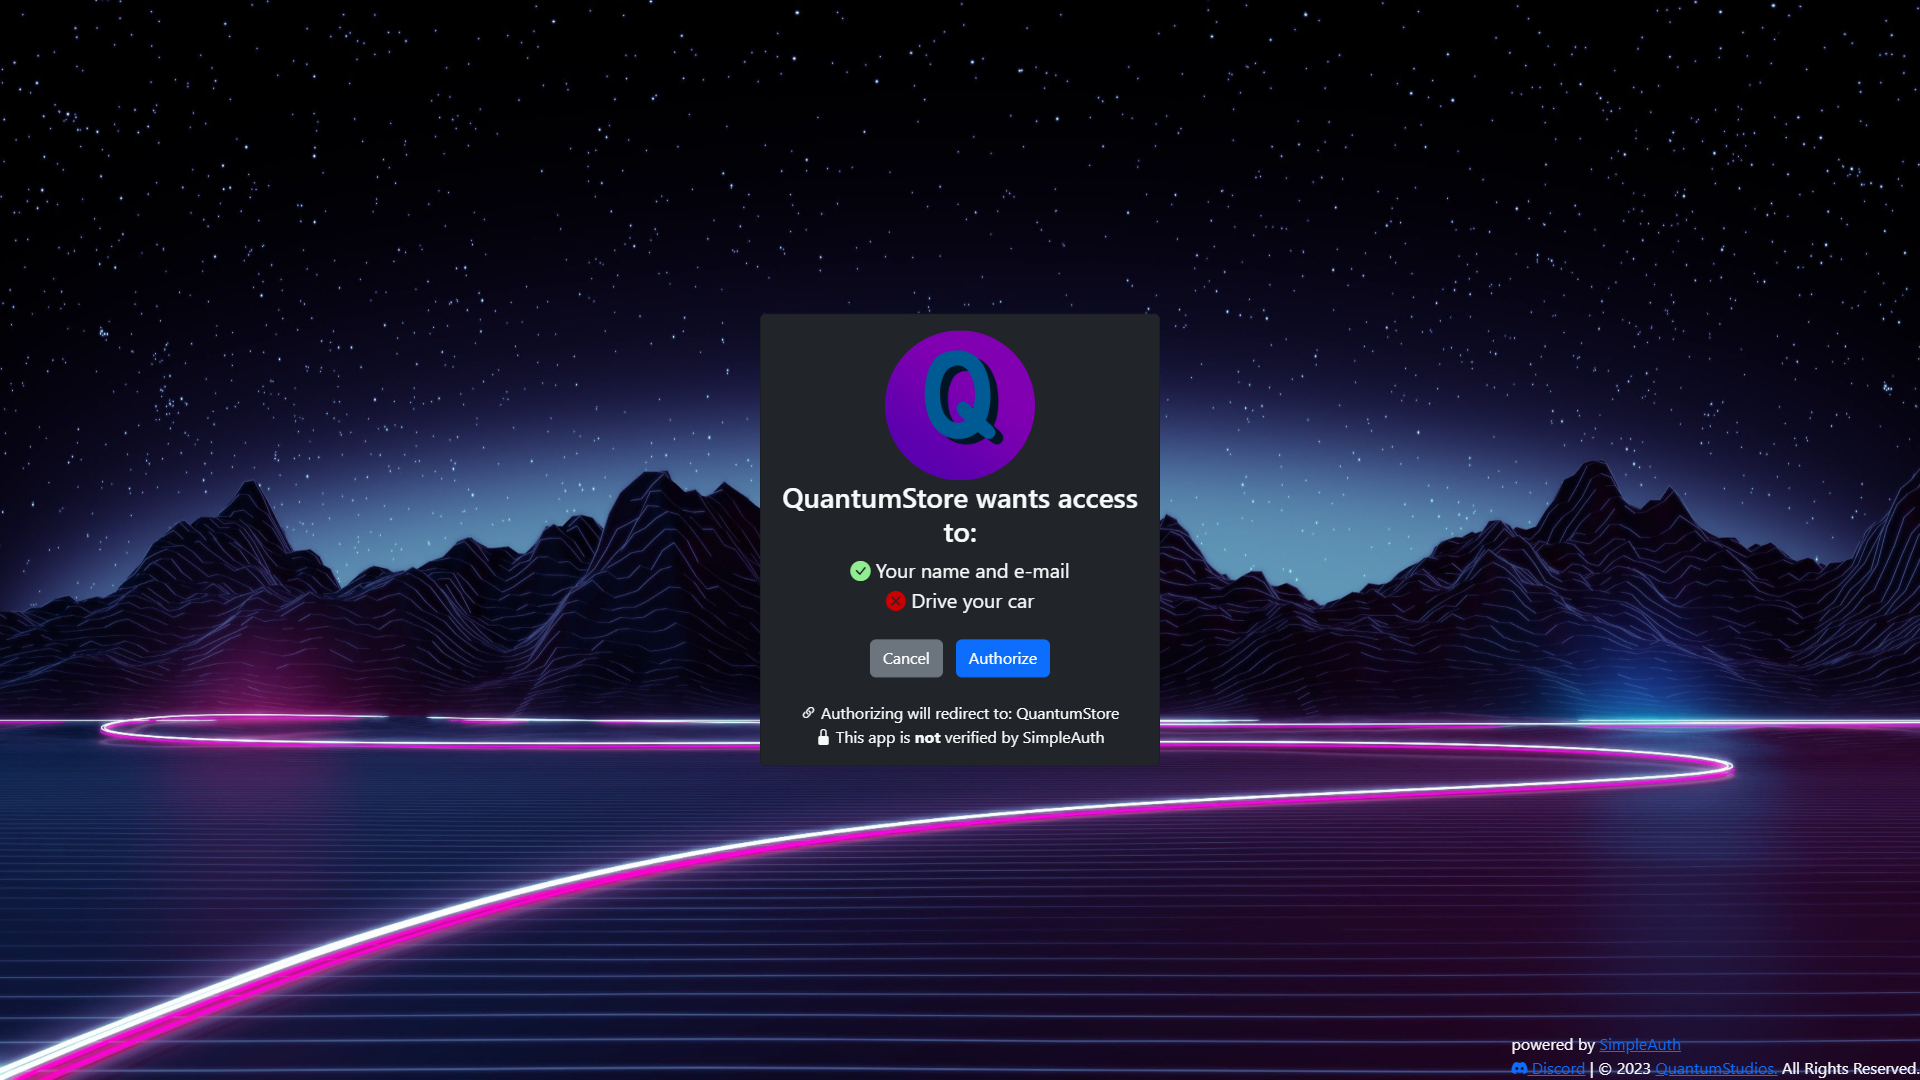 Q
QuantumStore wants access
to:
Your name and e-mail
Drive your car
Cancel Authorize
Authorizing will redirect to: QuantumStore
This app is not verified by SimpleAuth
powered by SimpleAuth
Discord | © 2023 QuantumStudios. All Rights Reserved.